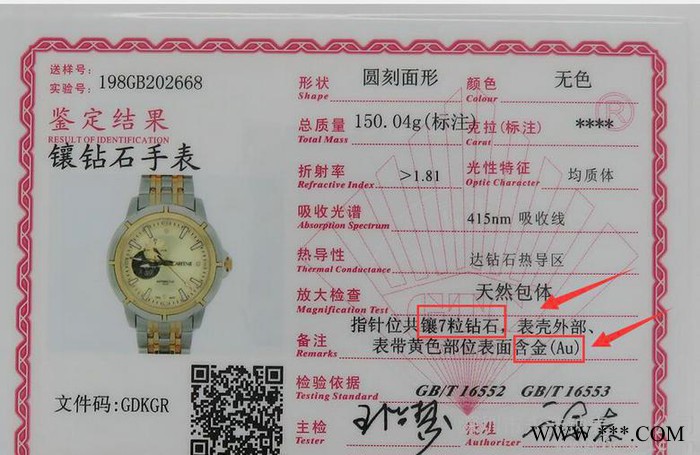 送样号:
实验号: 198GB202668
鉴定结果
RESULT OF IDENTIFICATION
镶钻石手表
文件码:GDKGR
形状 圆刻面形 颜色 无色
Shape Colour
总质量 150.04g(标注) 克拉(标注) ****
Total Mass Carat
折射率 >1.81 光性特征 均质体
Refractive Index Optic Character
吸收光谱 415nm 吸收线
Absorption Spectrum
热导性 达钻石热导区
Thermal Conductance
放大检查 天然包体
Magnification Test
指针位共镶7粒钻石，表壳外部、
备注 表带黄色部位表面含金(Au)
Remarks
检验依据 GB/T 16552 GB/T 16553
Testing Standard
主检 批准
Tester Authorizer
WWW.***.COM
R